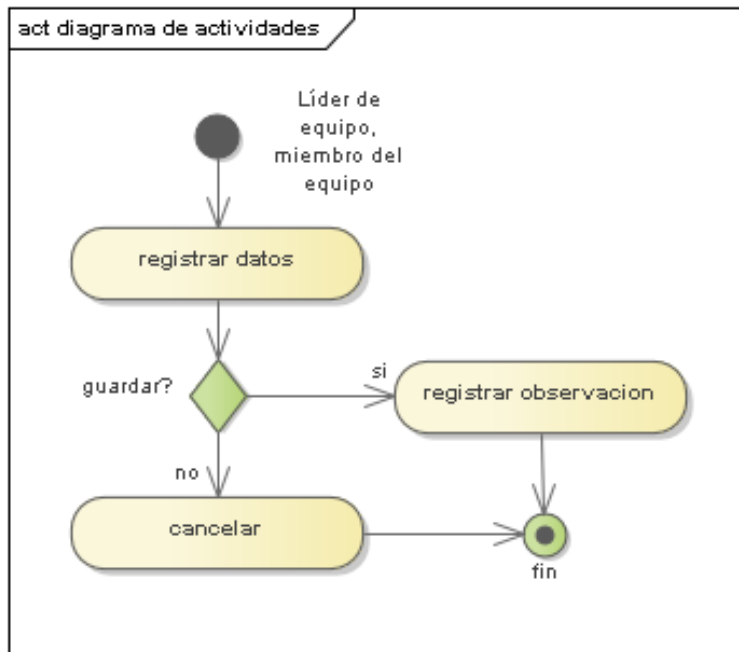 act diagrama de actividades
Líder de
equipo,
miembro del
equipo
registrar datos
guardar?
si
registrar observacion
no
cancelar
fin